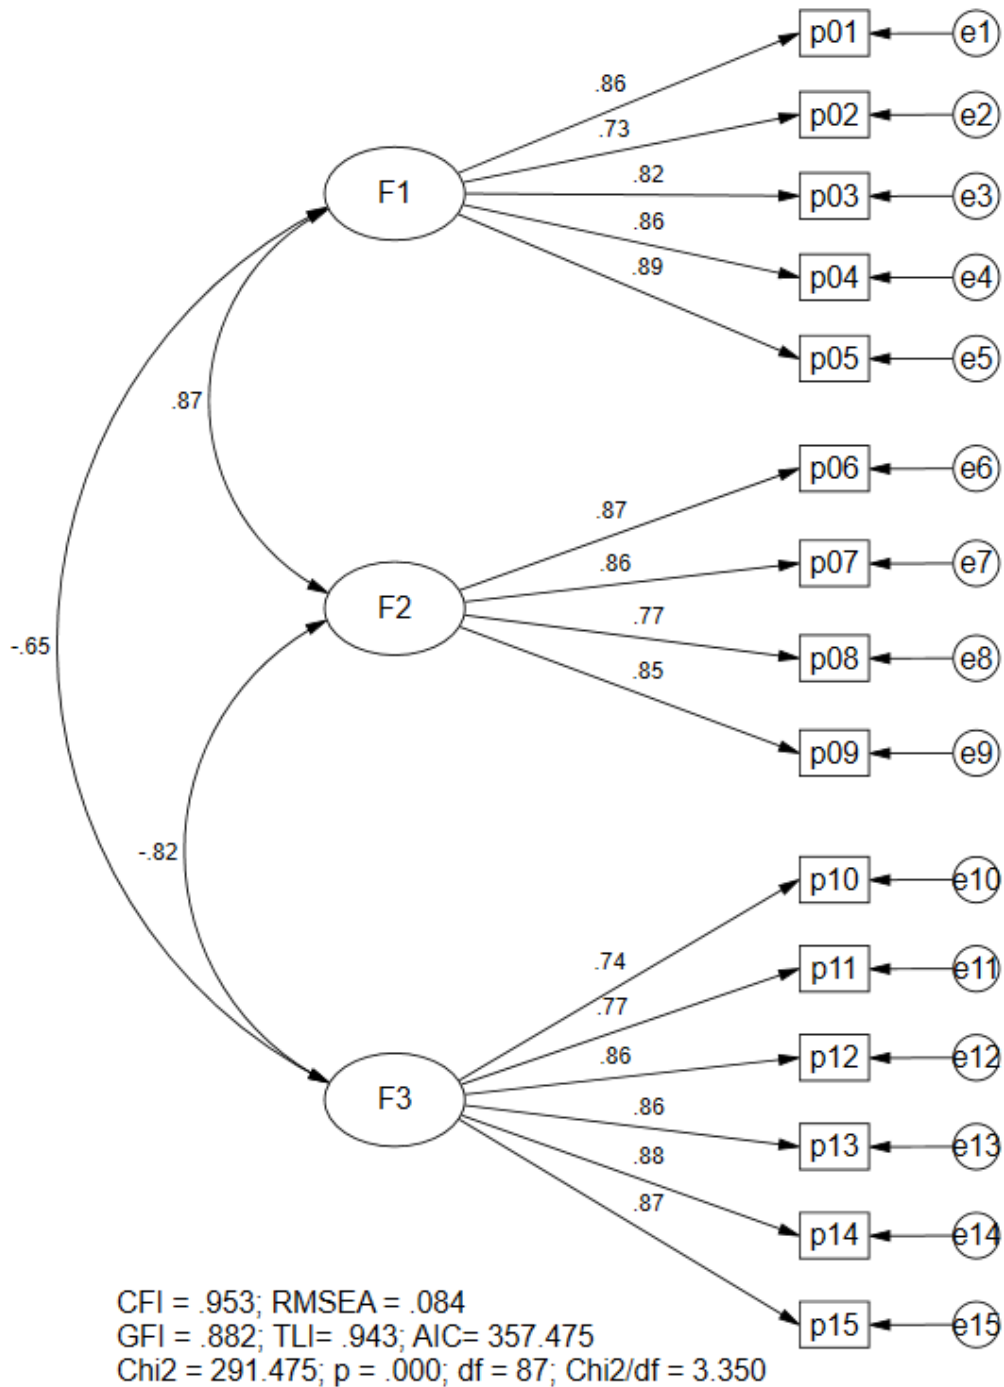 p01 e1
.86
p02 e2
.73
.82
p03 e3
F1
.86
p04 e4
.89
p05 e5
.87
p06 e6
.87
.86
p07 e7
F2
.77
p08 e8
-.65
.85
p09 e9
-.82
p10 e10
.74
p11 e11
.77
.86
p12 e12
F3
.86
p13 e13
.88
.87
p14 e14
p15 e15
CFI = .953; RMSEA = .084
GFI = .882; TLI= .943; AIC= 357.475
Chi2 = 291.475; p = .000; df = 87; Chi2/df = 3.350